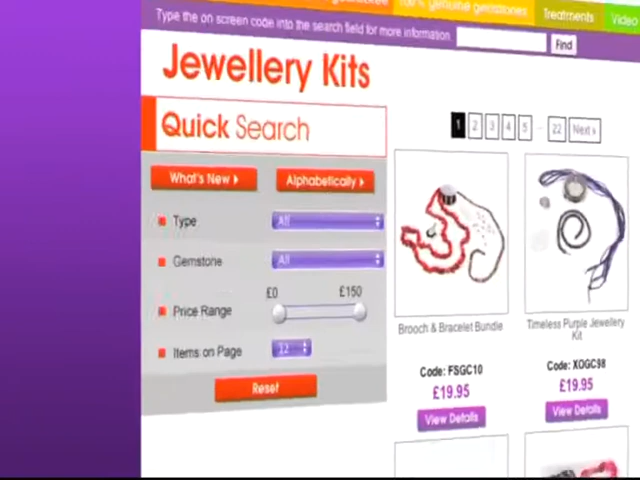 100% genuine gemstones
Treatments
Video
Type the on screen code into the search field for more information
Find
Jewellery Kits
Quick Search
1 2 3 4 5 ... 22 Next ›
What's New
Alphabetically
Type
All
Gemstone
All
£0
£150
Price Range
Items on Page
12
Reset
Brooch & Bracelet Bundle
Code: FSGC10
£19.95
View Details
Timeless Purple Jewellery
Kit
Code: XOGC98
£19.95
View Details